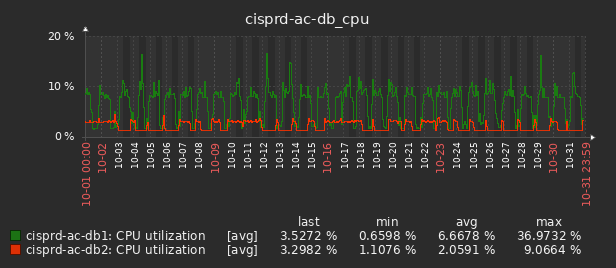 cisprd-ac-db_cpu
20 %
10 %
0 %
10-01 00:00 10-02 10-03 10-04 10-05 10-06 10-07 10-08 10-09 10-10 10-11 10-12 10-13 10-14 10-15 10-16 10-17 10-18 10-19 10-20 10-21 10-22 10-23 10-24 10-25 10-26 10-27 10-28 10-29 10-30 10-31 10-31 23:59
last min avg max
cisprd-ac-db1: CPU utilization [avg] 3.5272 % 0.6598 % 6.6678 % 36.9732 %
cisprd-ac-db2: CPU utilization [avg] 3.2982 % 1.1076 % 2.0591 % 9.0664 %